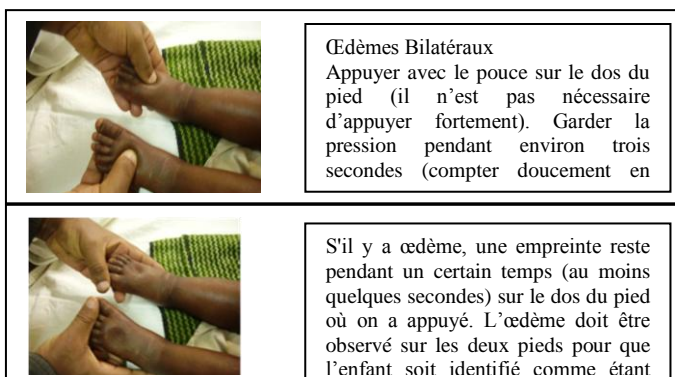 Œdèmes Bilatéraux
Appuyer avec le pouce sur le dos du
pied (il n’est pas nécessaire
d’appuyer fortement). Garder la
pression pendant environ trois
secondes (compter doucement en
S'il y a œdème, une empreinte reste
pendant un certain temps (au moins
quelques secondes) sur le dos du pied
où on a appuyé. L’œdème doit être
observé sur les deux pieds pour que
l’enfant soit identifié comme étant